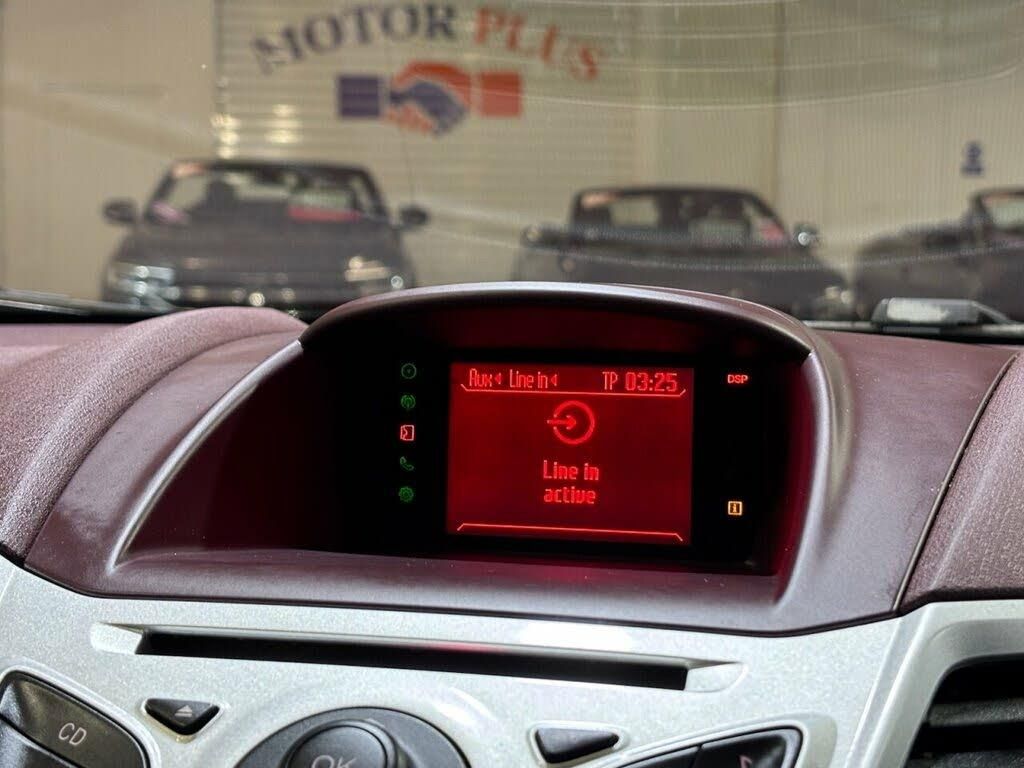 MOTOR PLUS
Aux Line in TP 03:25
DSP
Line in
active
i
CD
OK